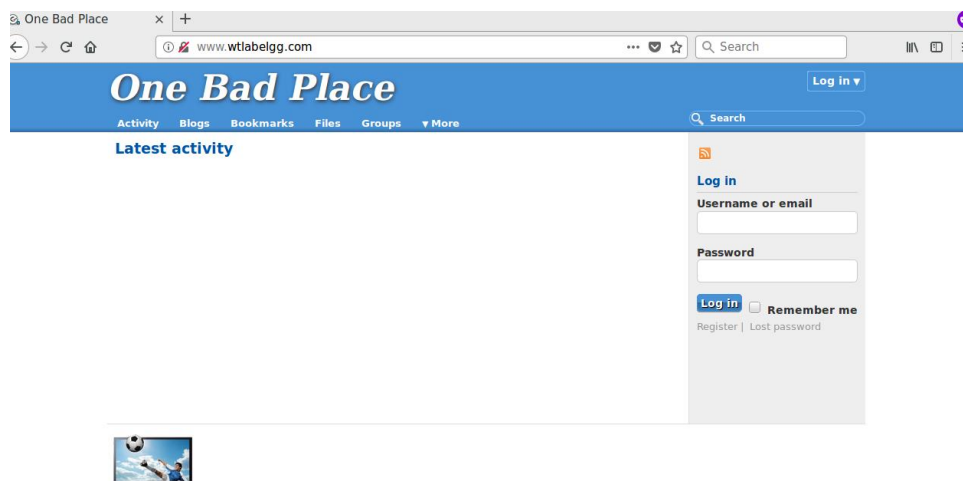 One Bad Place
www.wtlabelgg.com
Search
One Bad Place
Log in ▾
Activity Blogs Bookmarks Files Groups ▾ More
Search
Latest activity
Log in
Username or email
Password
Log in
Remember me
Register | Lost password